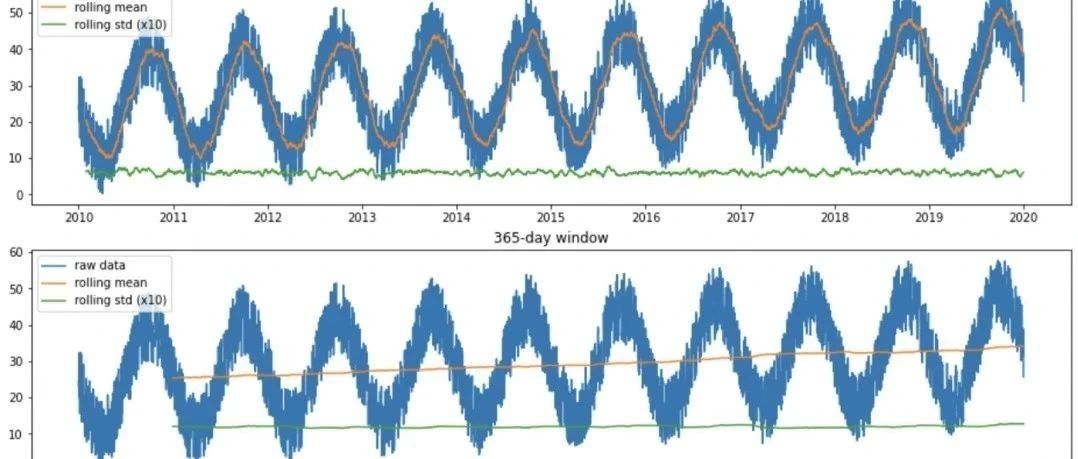 50
rolling mean
rolling std (x10)
40
30
20
10
0
2010 2011 2012 2013 2014 2015 2016 2017 2018 2019 2020
365-day window
60
raw data
50
rolling mean
rolling std (x10)
40
30
20
10